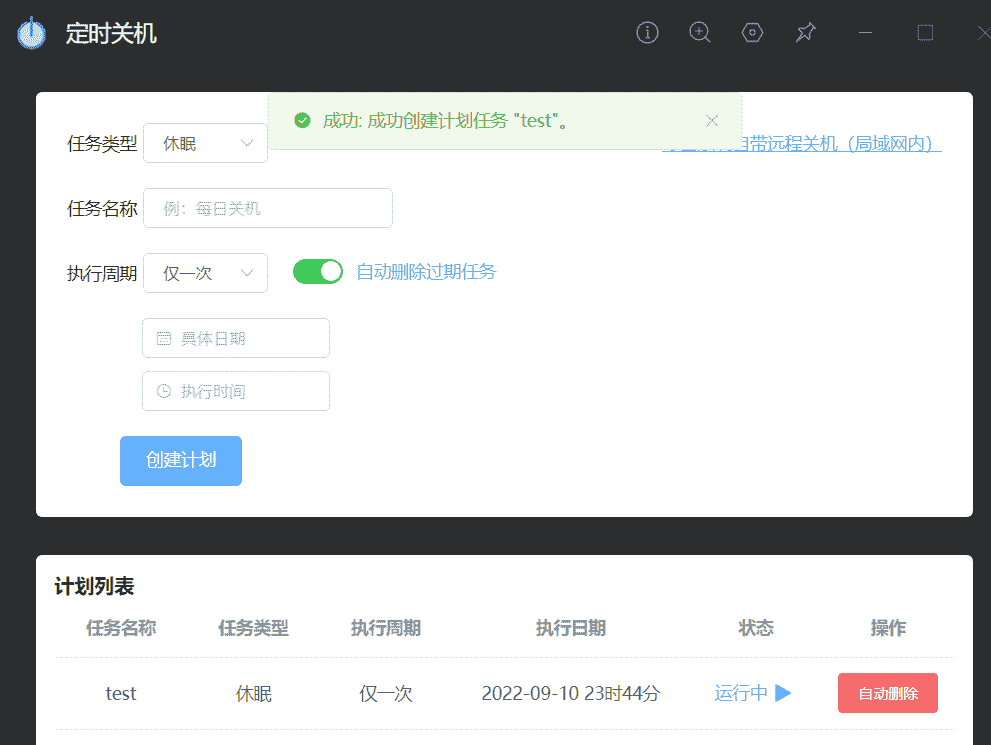 定时关机
成功: 成功创建计划任务 "test"。
任务类型 休眠 自带远程关机（局域网内）
任务名称 例：每日关机
执行周期 仅一次 自动删除过期任务
具体日期
执行时间
创建计划
计划列表
任务名称 任务类型 执行周期 执行日期 状态 操作
test 休眠 仅一次 2022-09-10 23时44分 运行中 自动删除